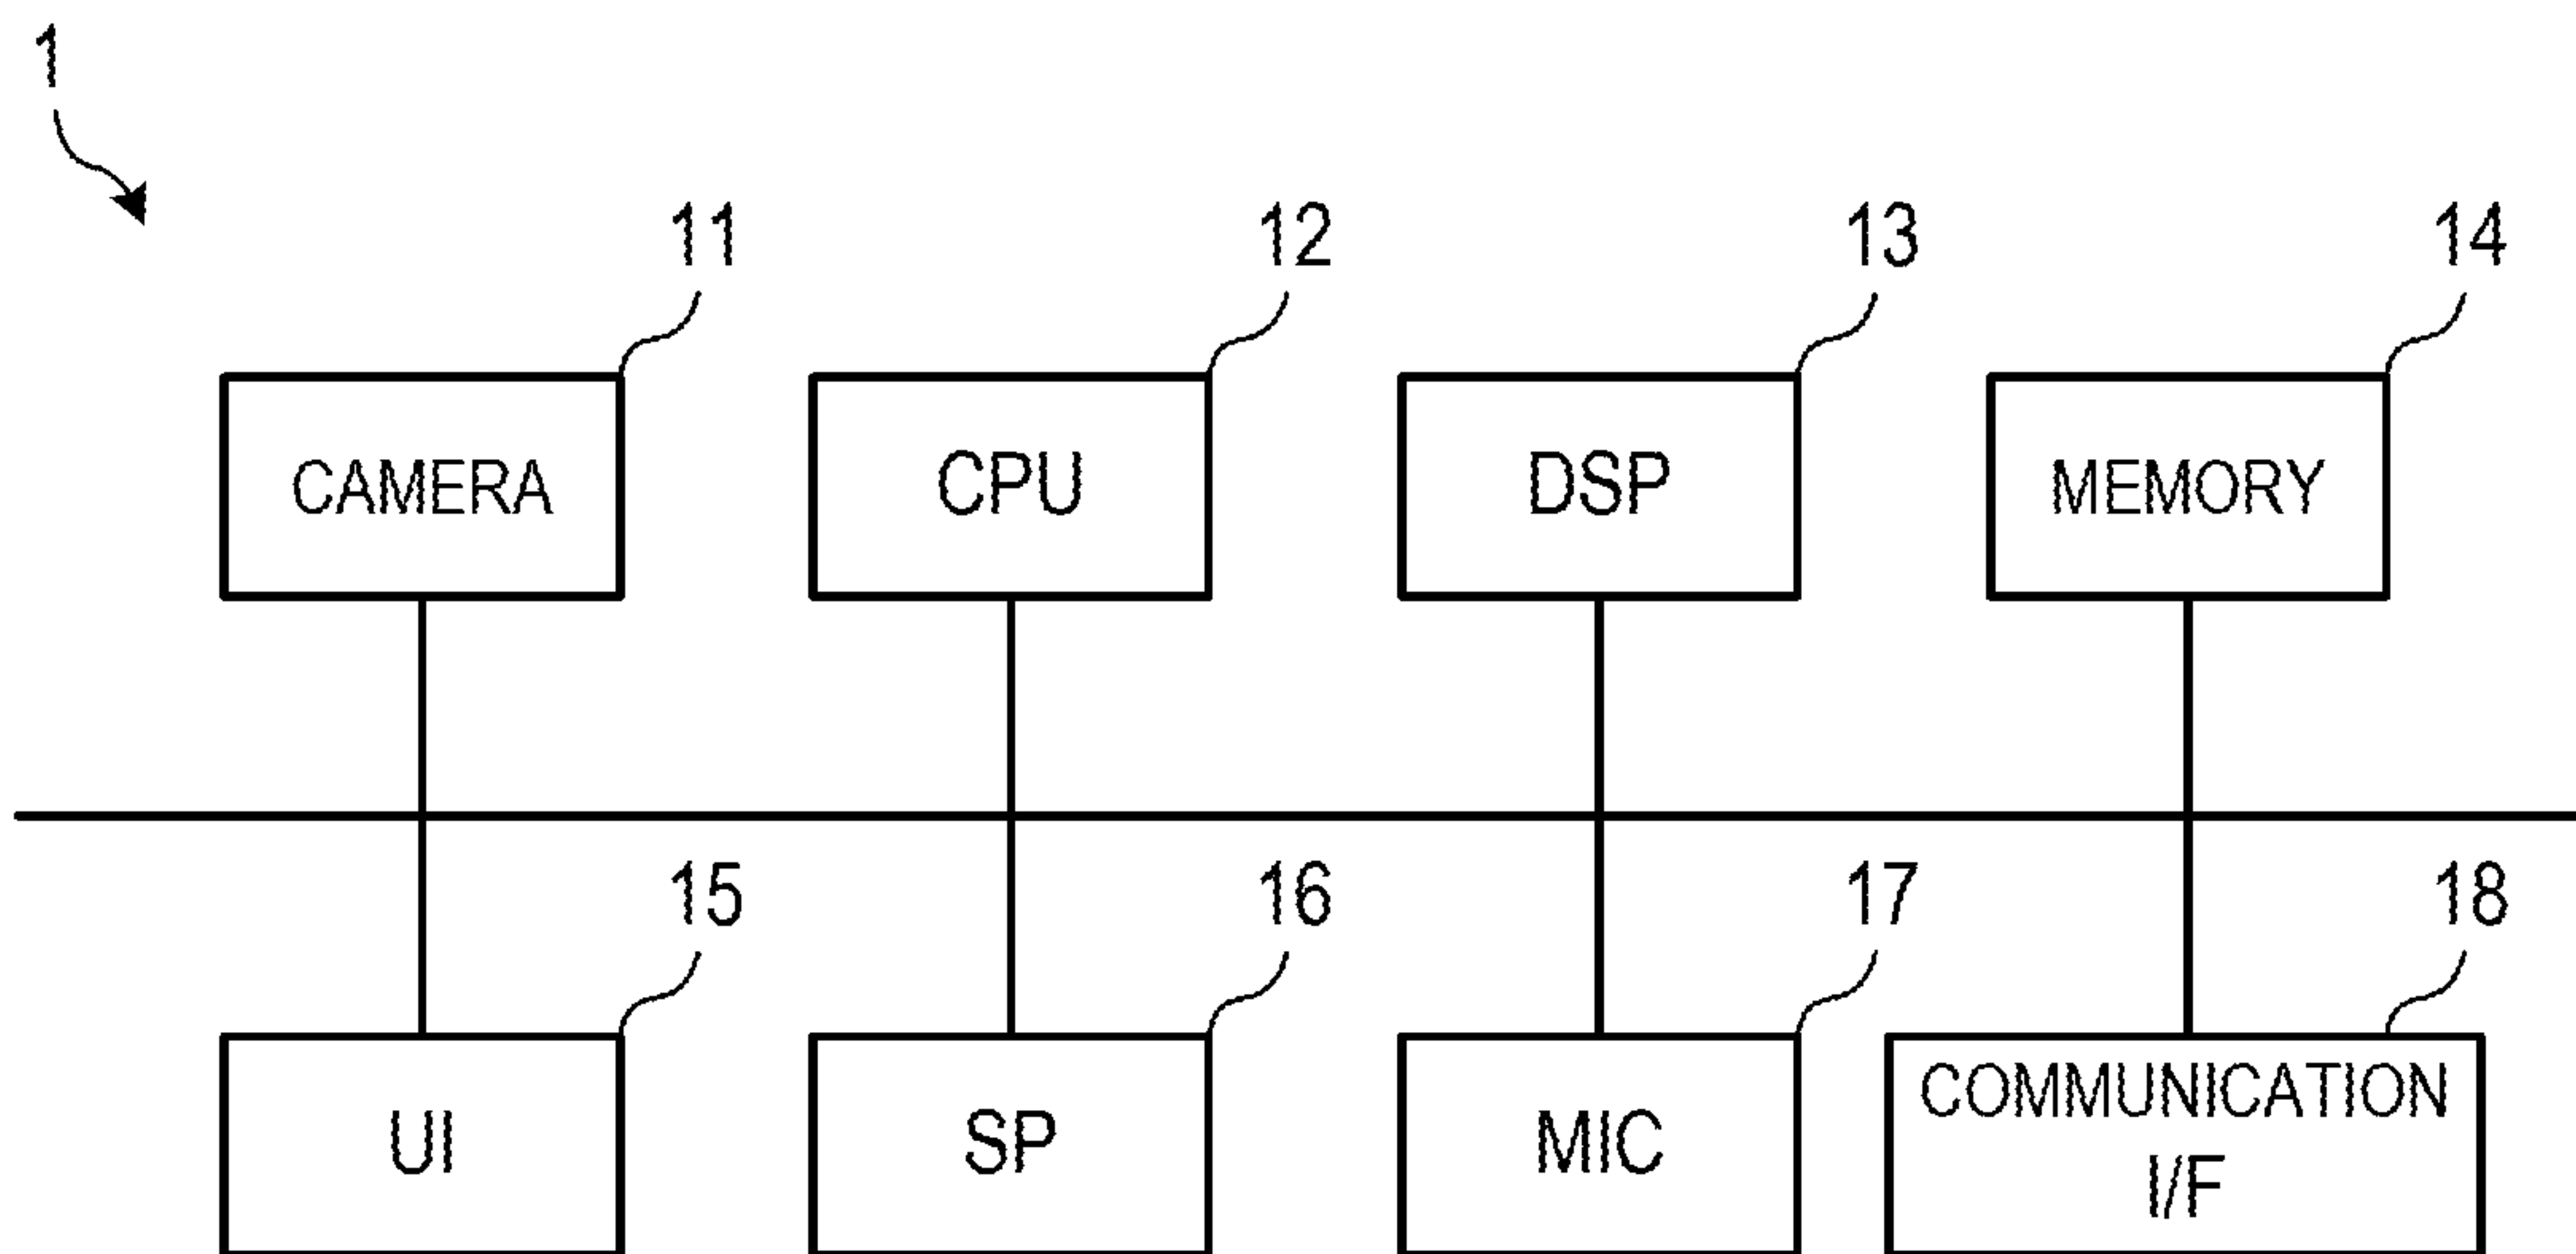 1
11
12
13
14
CAMERA
CPU
DSP
MEMORY
15
16
17
18
UI
SP
MIC
COMMUNICATION
I/F